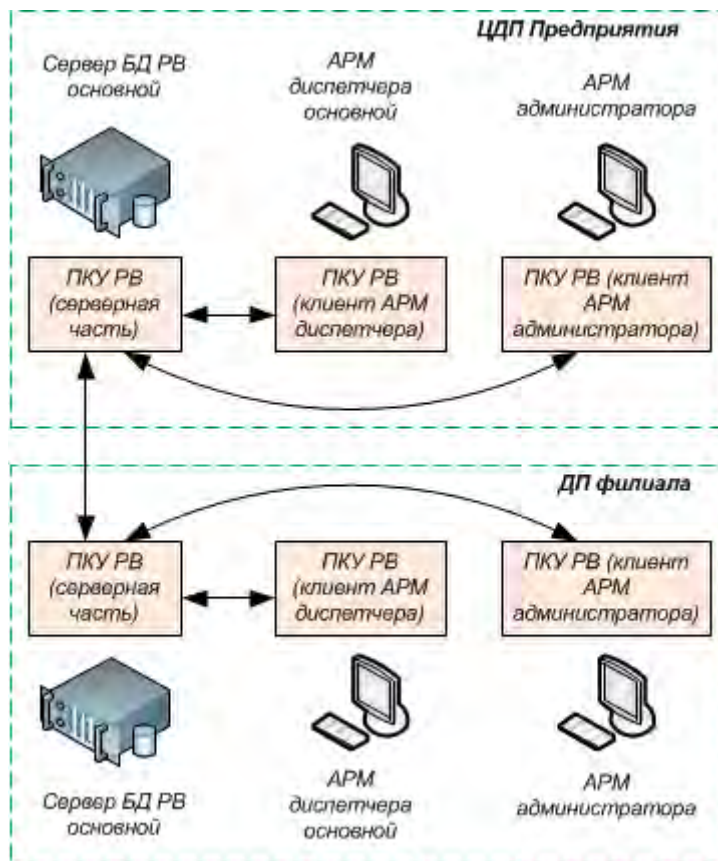 ЦДП Предприятия
Сервер БД РВ
основной
АРМ
диспетчера
основной
АРМ
администратора
ПКУ РВ
(серверная
часть)
ПКУ РВ
(клиент АРМ
диспетчера)
ПКУ РВ (клиент
АРМ
администратора)
ДП филиала
ПКУ РВ
(серверная
часть)
ПКУ РВ
(клиент АРМ
диспетчера)
ПКУ РВ (клиент
АРМ
администратора)
Сервер БД РВ
основной
АРМ
диспетчера
основной
АРМ
администратора